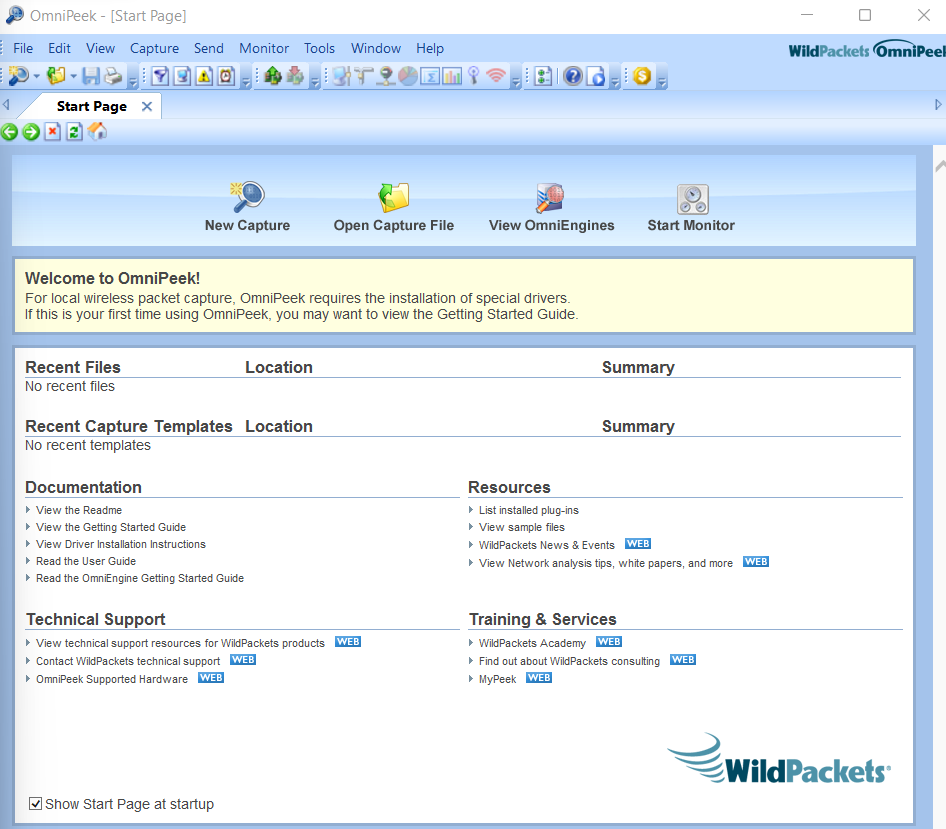 OmniPeek - [Start Page]
File Edit View Capture Send Monitor Tools Window Help
WildPackets OmniPeek
Start Page
New Capture Open Capture File View OmniEngines Start Monitor
Welcome to OmniPeek!
For local wireless packet capture, OmniPeek requires the installation of special drivers.
If this is your first time using OmniPeek, you may want to view the Getting Started Guide.
Recent Files Location Summary
No recent files
Recent Capture Templates Location Summary
No recent templates
Documentation
View the Readme
View the Getting Started Guide
View Driver Installation Instructions
Read the User Guide
Read the OmniEngine Getting Started Guide
Resources
List installed plug-ins
View sample files
WildPackets News & Events WEB
View Network analysis tips, white papers, and more WEB
Technical Support
View technical support resources for WildPackets products WEB
Contact WildPackets technical support WEB
OmniPeek Supported Hardware WEB
Training & Services
WildPackets Academy WEB
Find out about WildPackets consulting WEB
MyPeek WEB
WildPackets®
Show Start Page at startup